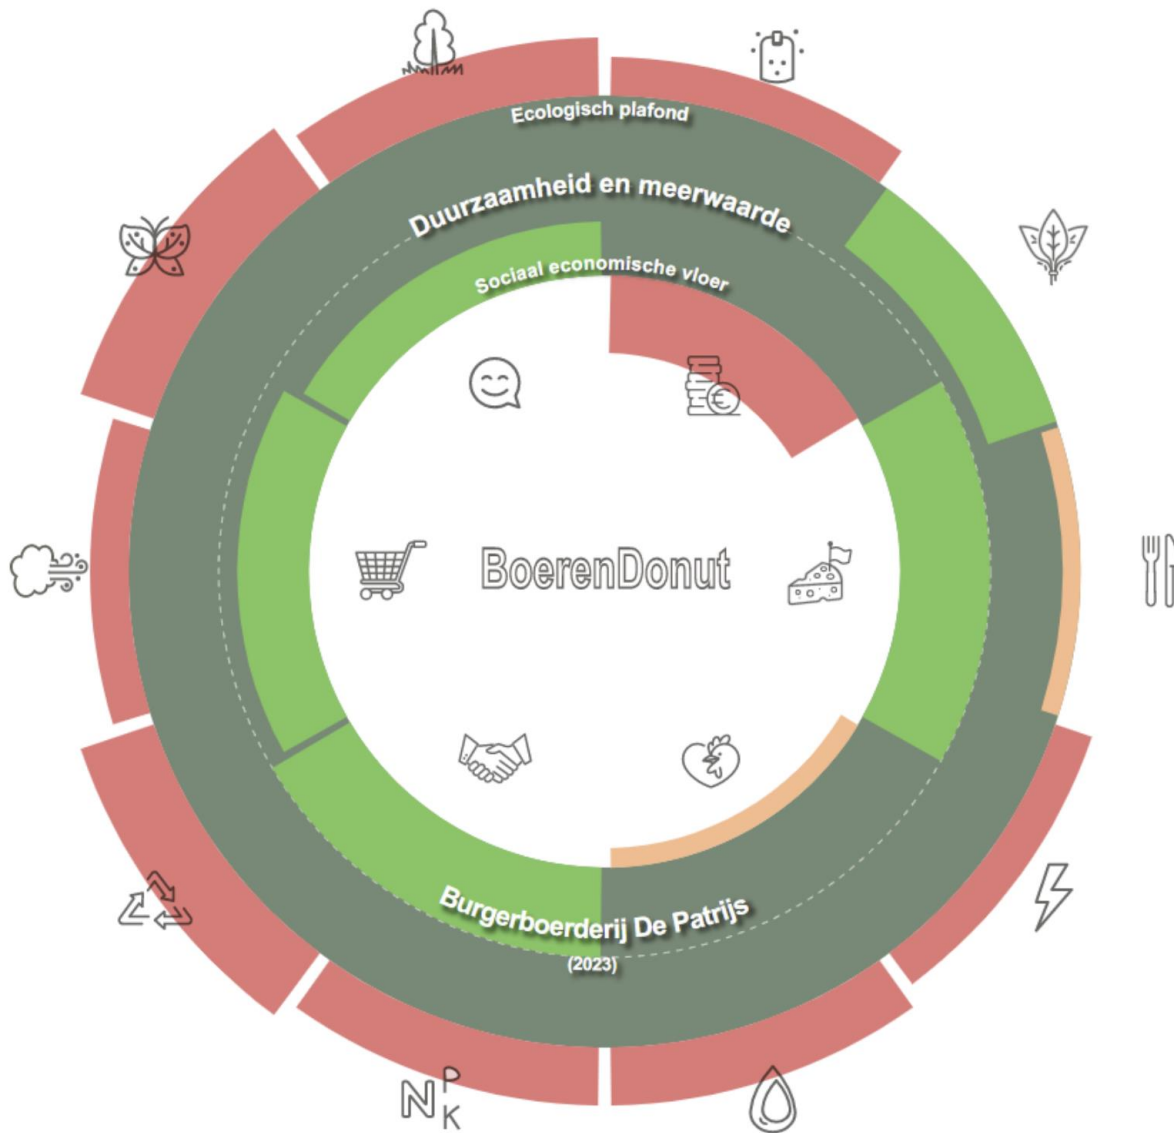 Ecologisch plafond
Duurzaamheid en meerwaarde
Sociaal economische vloer
BoerenDonut
Burgerboerderij De Patrijs
(2023)
N P K